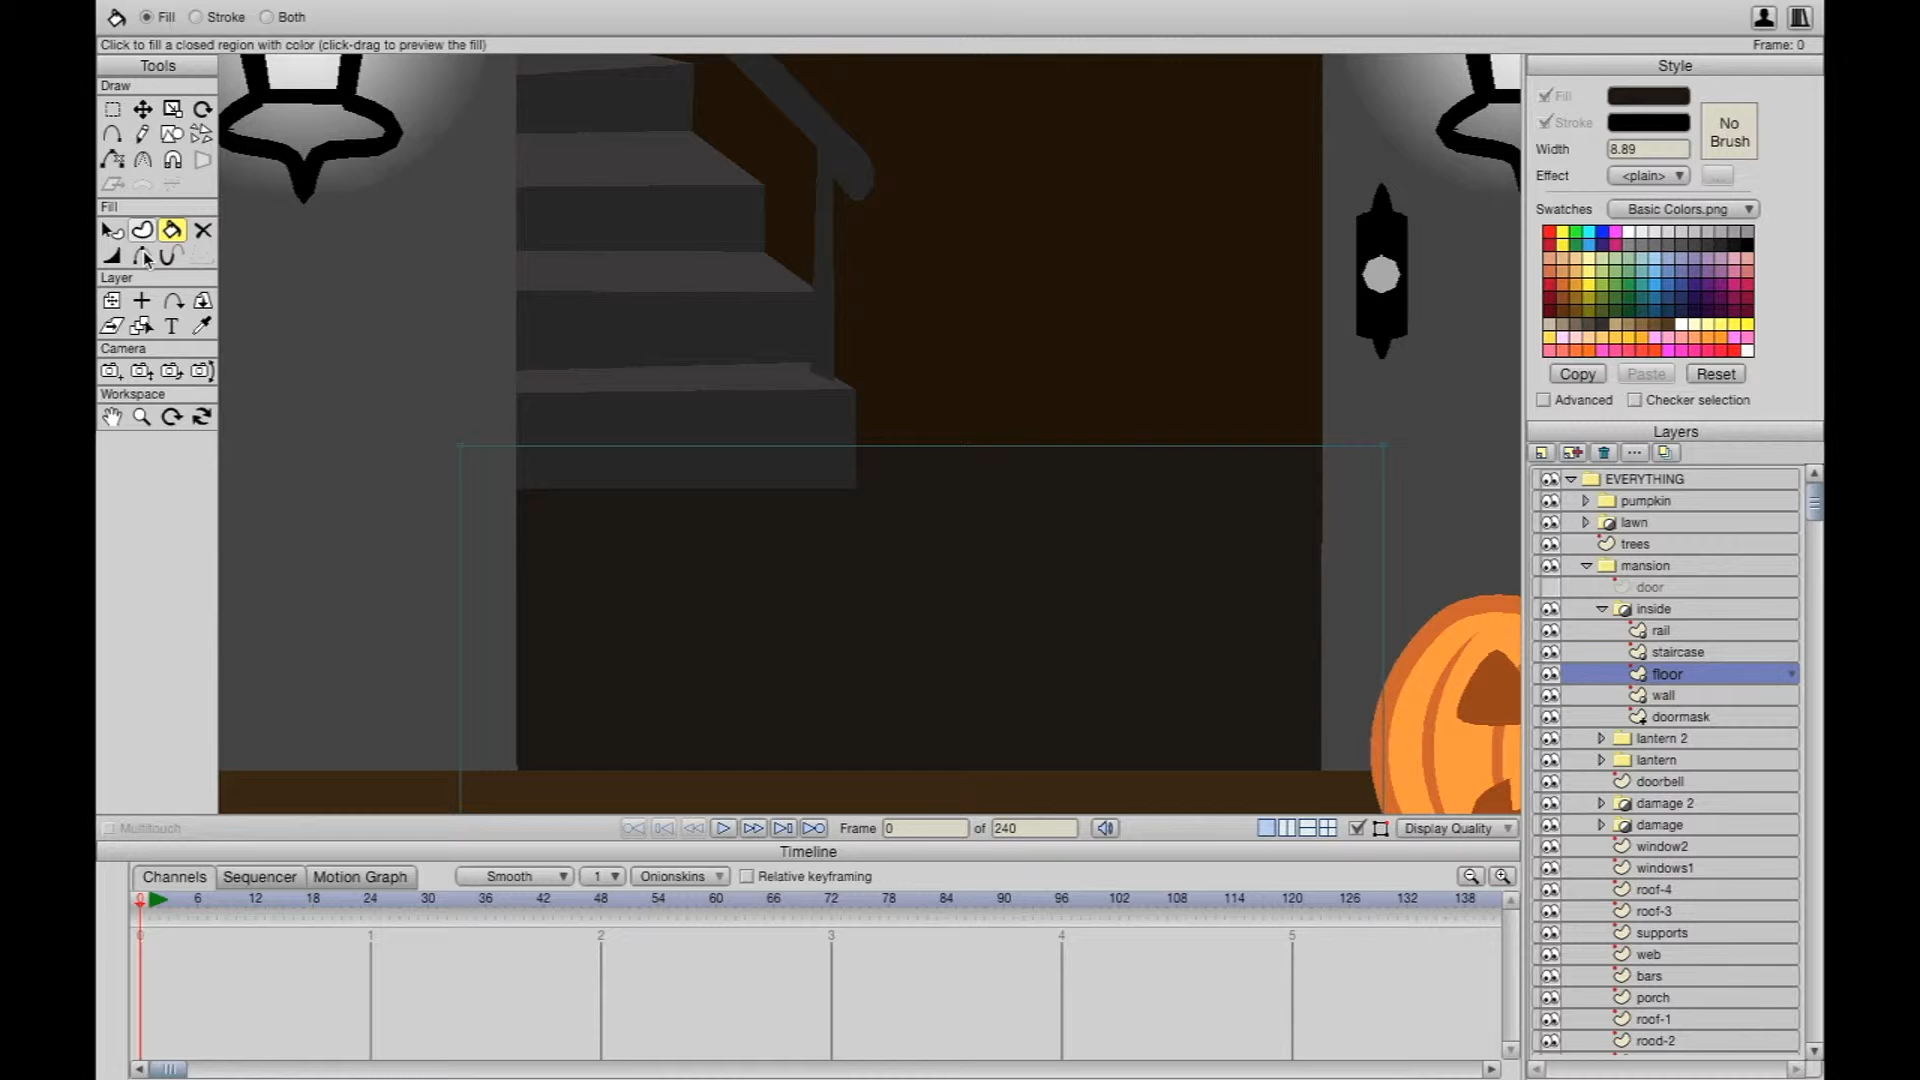 Fill Stroke Both
Click to fill a closed region with color (click-drag to preview the fill)
Frame: 0
Tools
Draw
Fill
Layer
Camera
Workspace
Style
Fill
Stroke
No Brush
Width 8.89
Effect <plain>
Swatches Basic Colors.png
Copy Paste Reset
Advanced Checker selection
Layers
EVERYTHING
pumpkin
lawn
trees
mansion
door
inside
rail
staircase
floor
wall
doormask
lantern 2
lantern
doorbell
damage 2
damage
window2
windows1
roof-4
roof-3
supports
web
bars
porch
roof-1
rood-2
Multitouch
Frame 0 of 240
Display Quality
Timeline
Channels Sequencer Motion Graph Smooth 1 Onionskins Relative keyframing
0 6 12 18 24 30 36 42 48 54 60 66 72 78 84 90 96 102 108 114 120 126 132 138
0 1 2 3 4 5